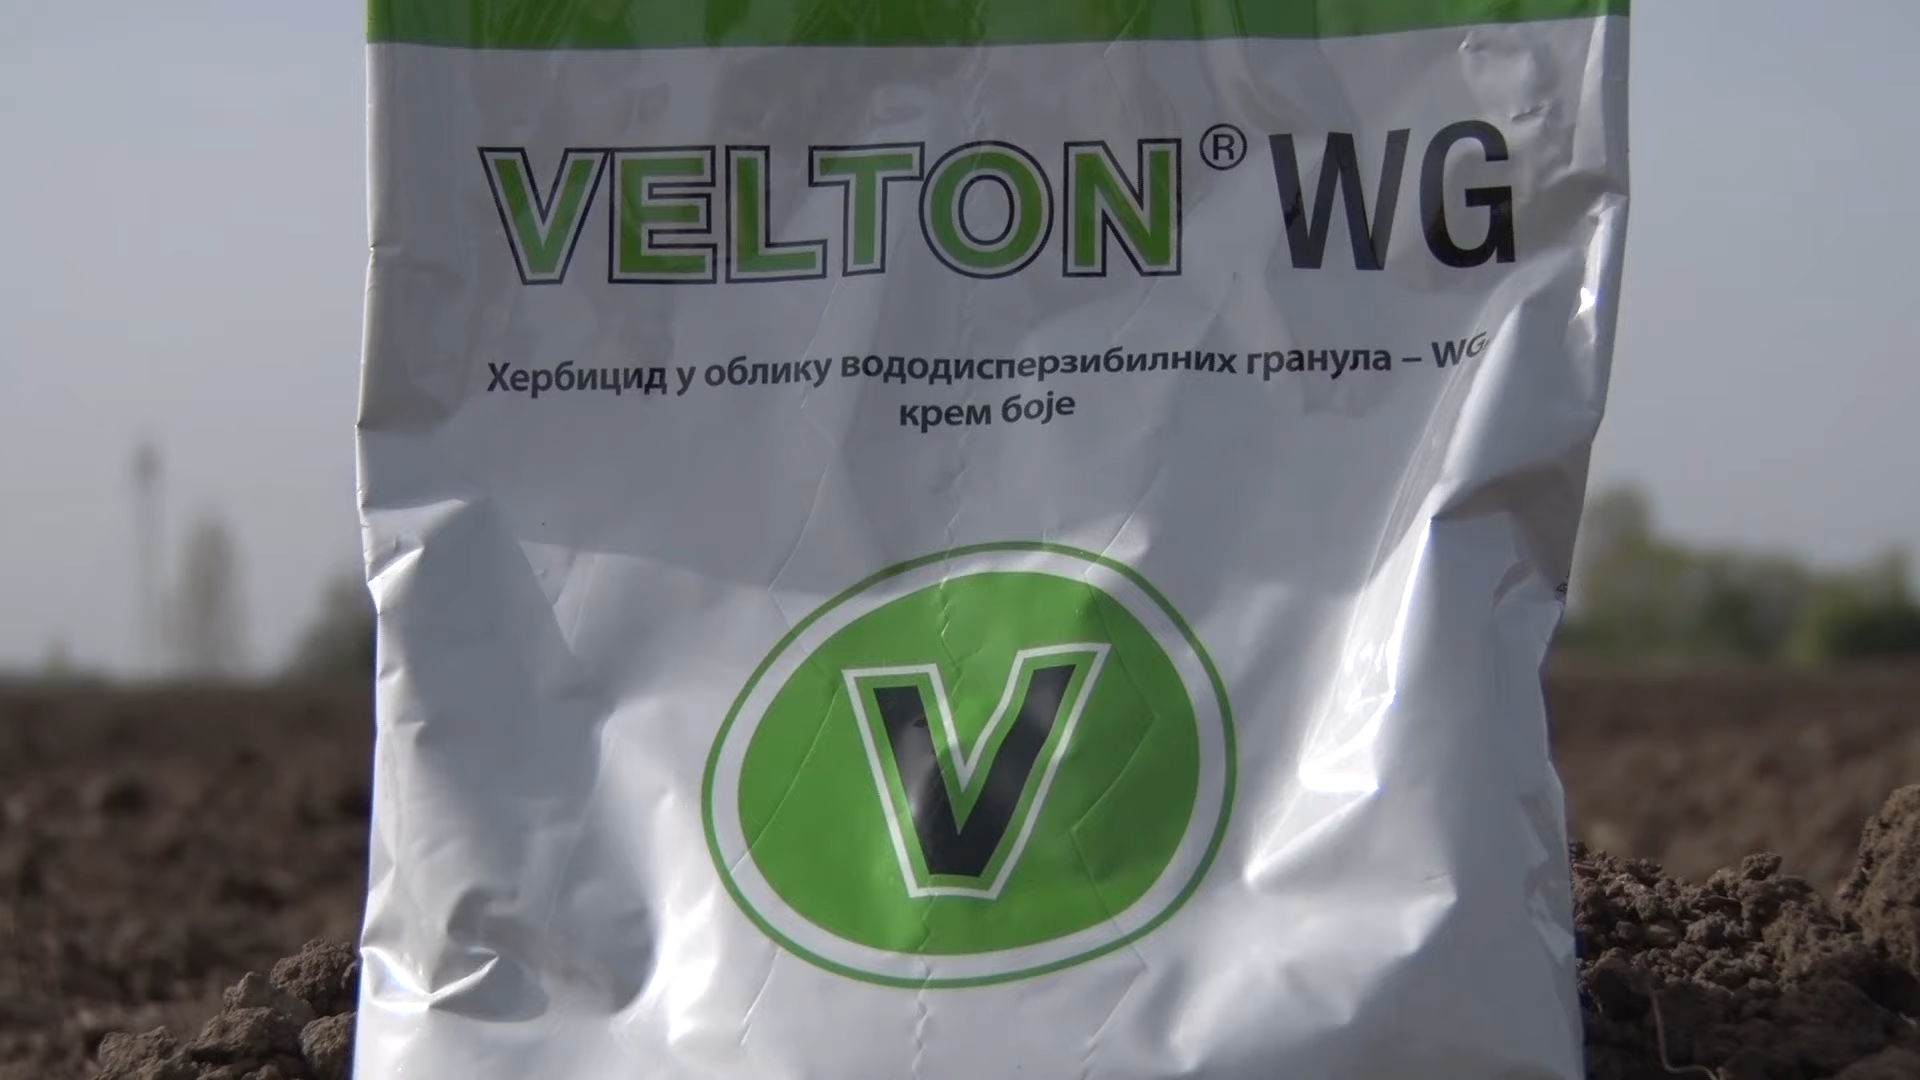 VELTON® WG
Хербицид у облику вододисперзибилних гранула – WG
крем боје
V